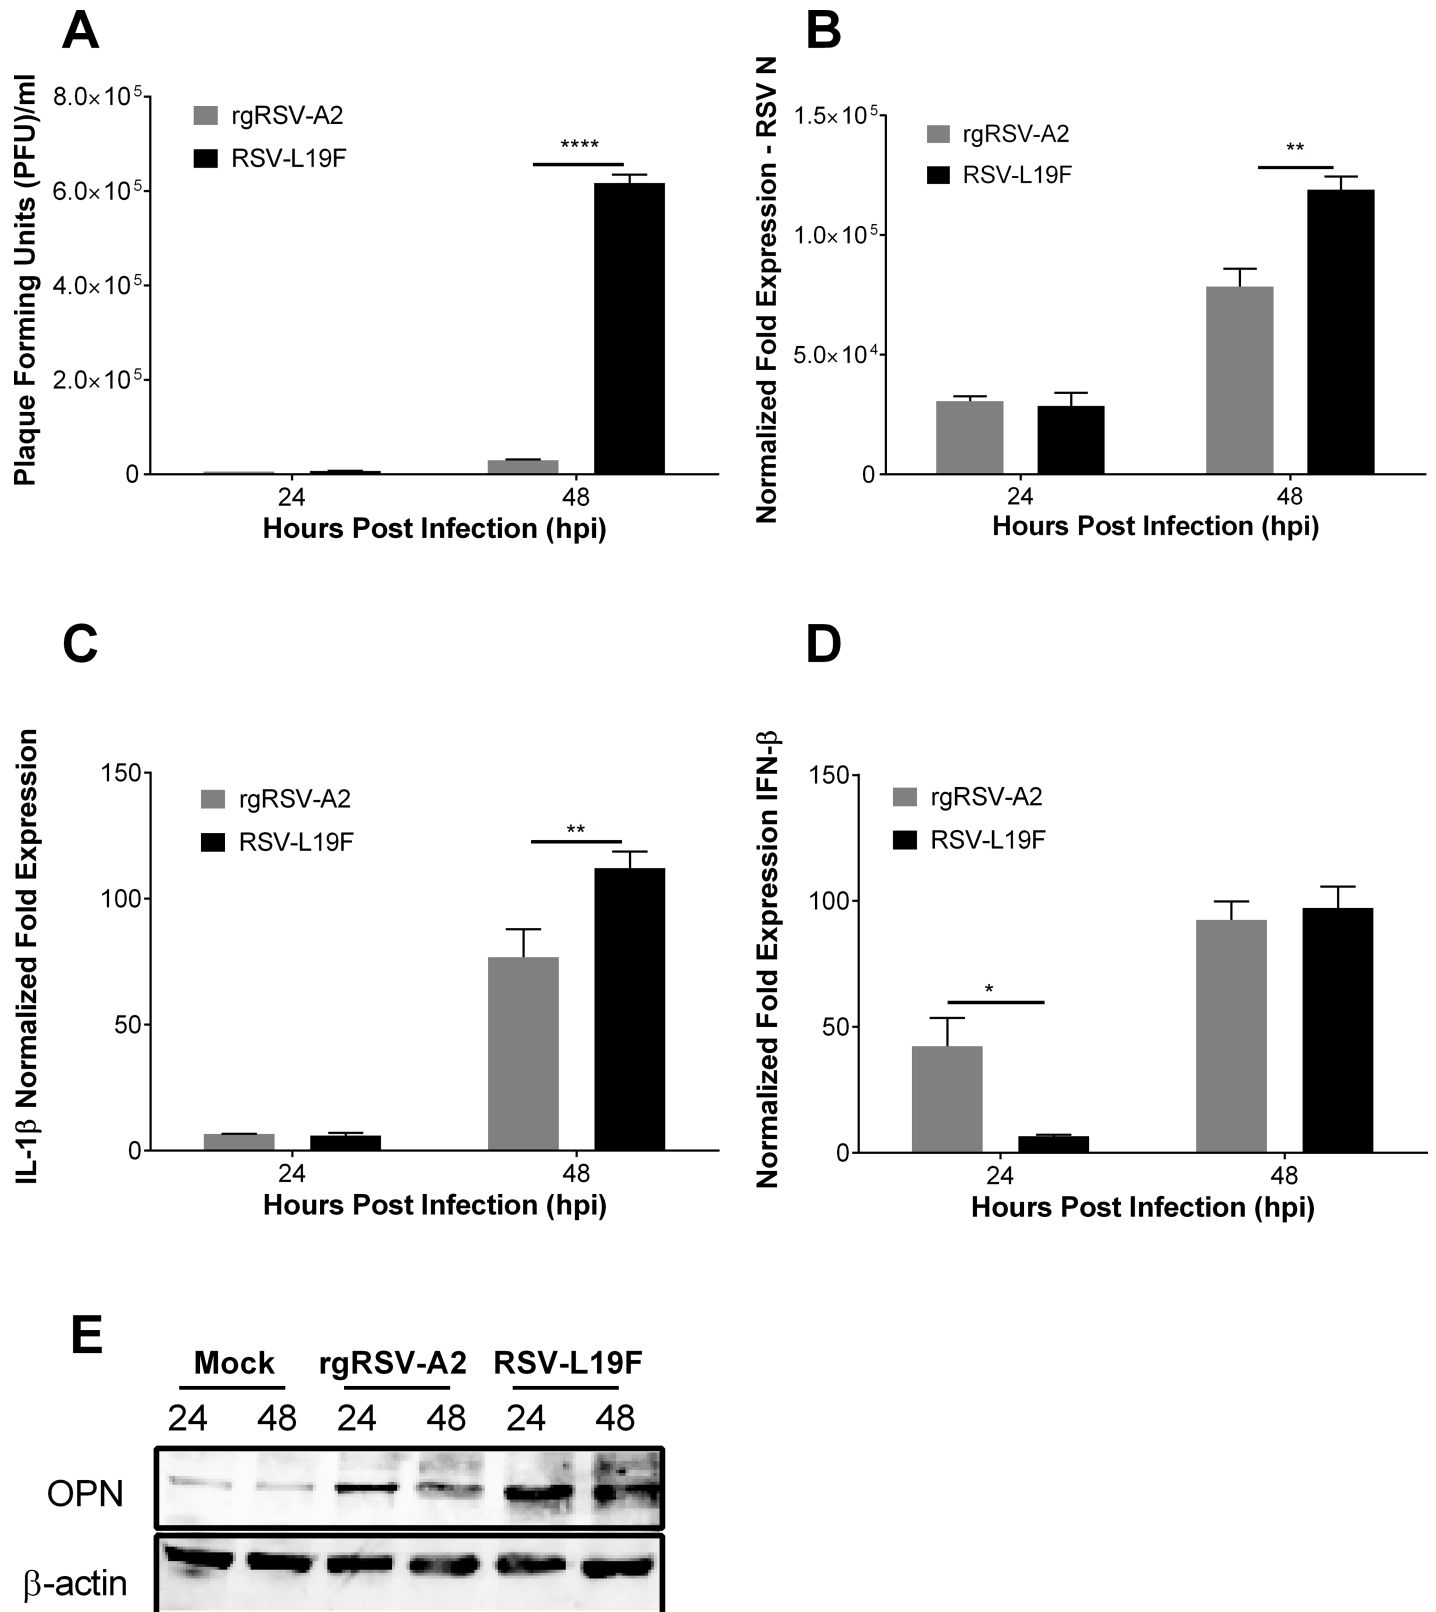 A
Plaque Forming Units (PFU)/ml
8.0×10⁵
6.0×10⁵
4.0×10⁵
2.0×10⁵
0
rgRSV-A2
RSV-L19F
****
24
48
Hours Post Infection (hpi)
B
Normalized Fold Expression - RSV N
1.5×10⁵
1.0×10⁵
5.0×10⁴
0
rgRSV-A2
RSV-L19F
**
24
48
Hours Post Infection (hpi)
C
IL-1β Normalized Fold Expression
150
100
50
0
rgRSV-A2
RSV-L19F
**
24
48
Hours Post Infection (hpi)
D
Normalized Fold Expression IFN-β
150
100
50
0
rgRSV-A2
RSV-L19F
*
24
48
Hours Post Infection (hpi)
E
Mock rgRSV-A2 RSV-L19F
24 48 24 48 24 48
OPN
β-actin